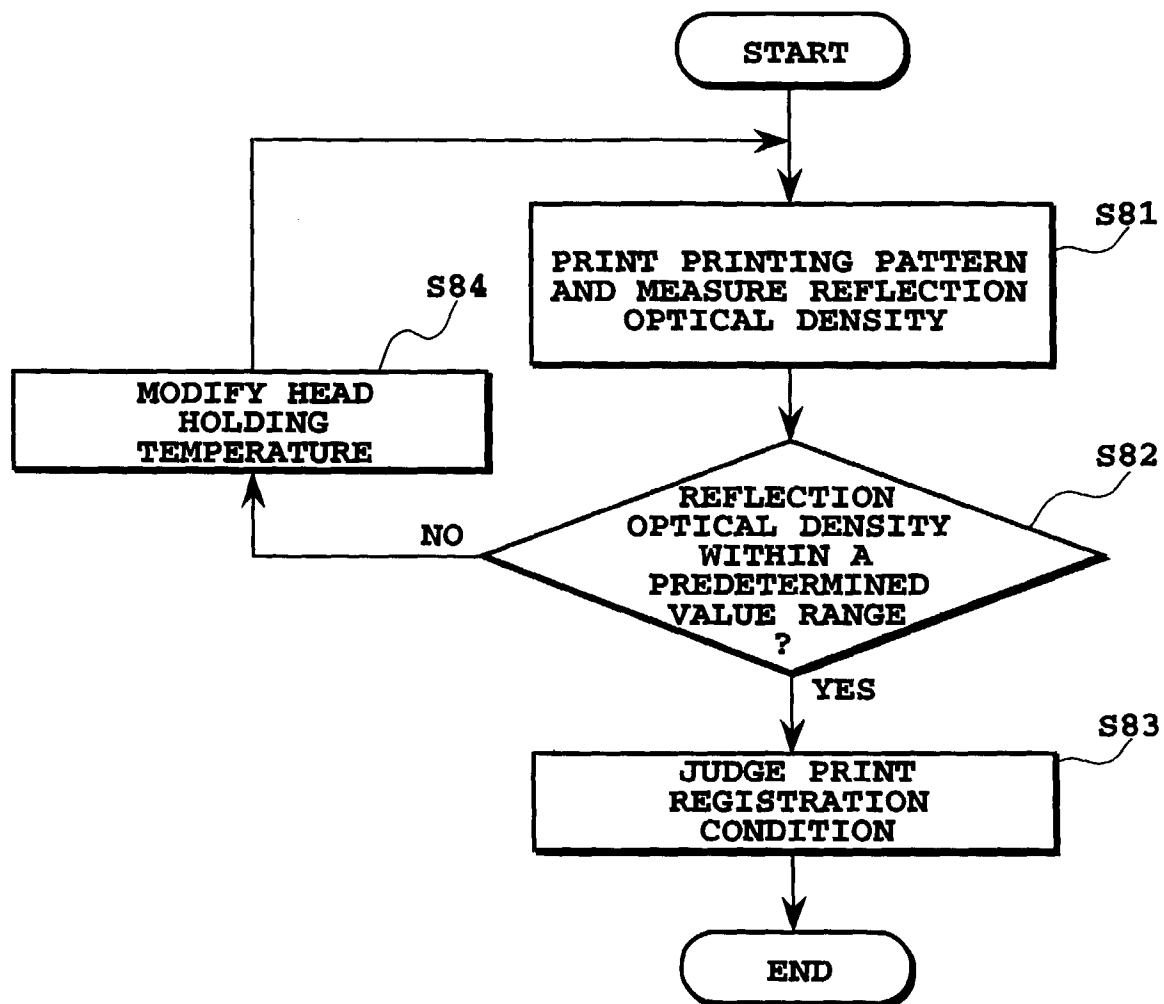 START
S81
PRINT PRINTING PATTERN
AND MEASURE REFLECTION
OPTICAL DENSITY
S84
MODIFY HEAD
HOLDING
TEMPERATURE
S82
REFLECTION
OPTICAL DENSITY
WITHIN A
PREDETERMINED
VALUE RANGE
?
NO
YES
S83
JUDGE PRINT
REGISTRATION
CONDITION
END